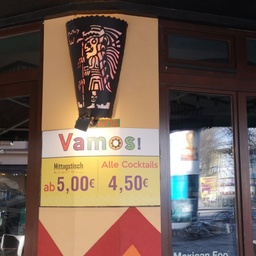 Vamos!
Mittagstisch
ab 5,00€
Alle Cocktails
4,50€
Mexican Foo